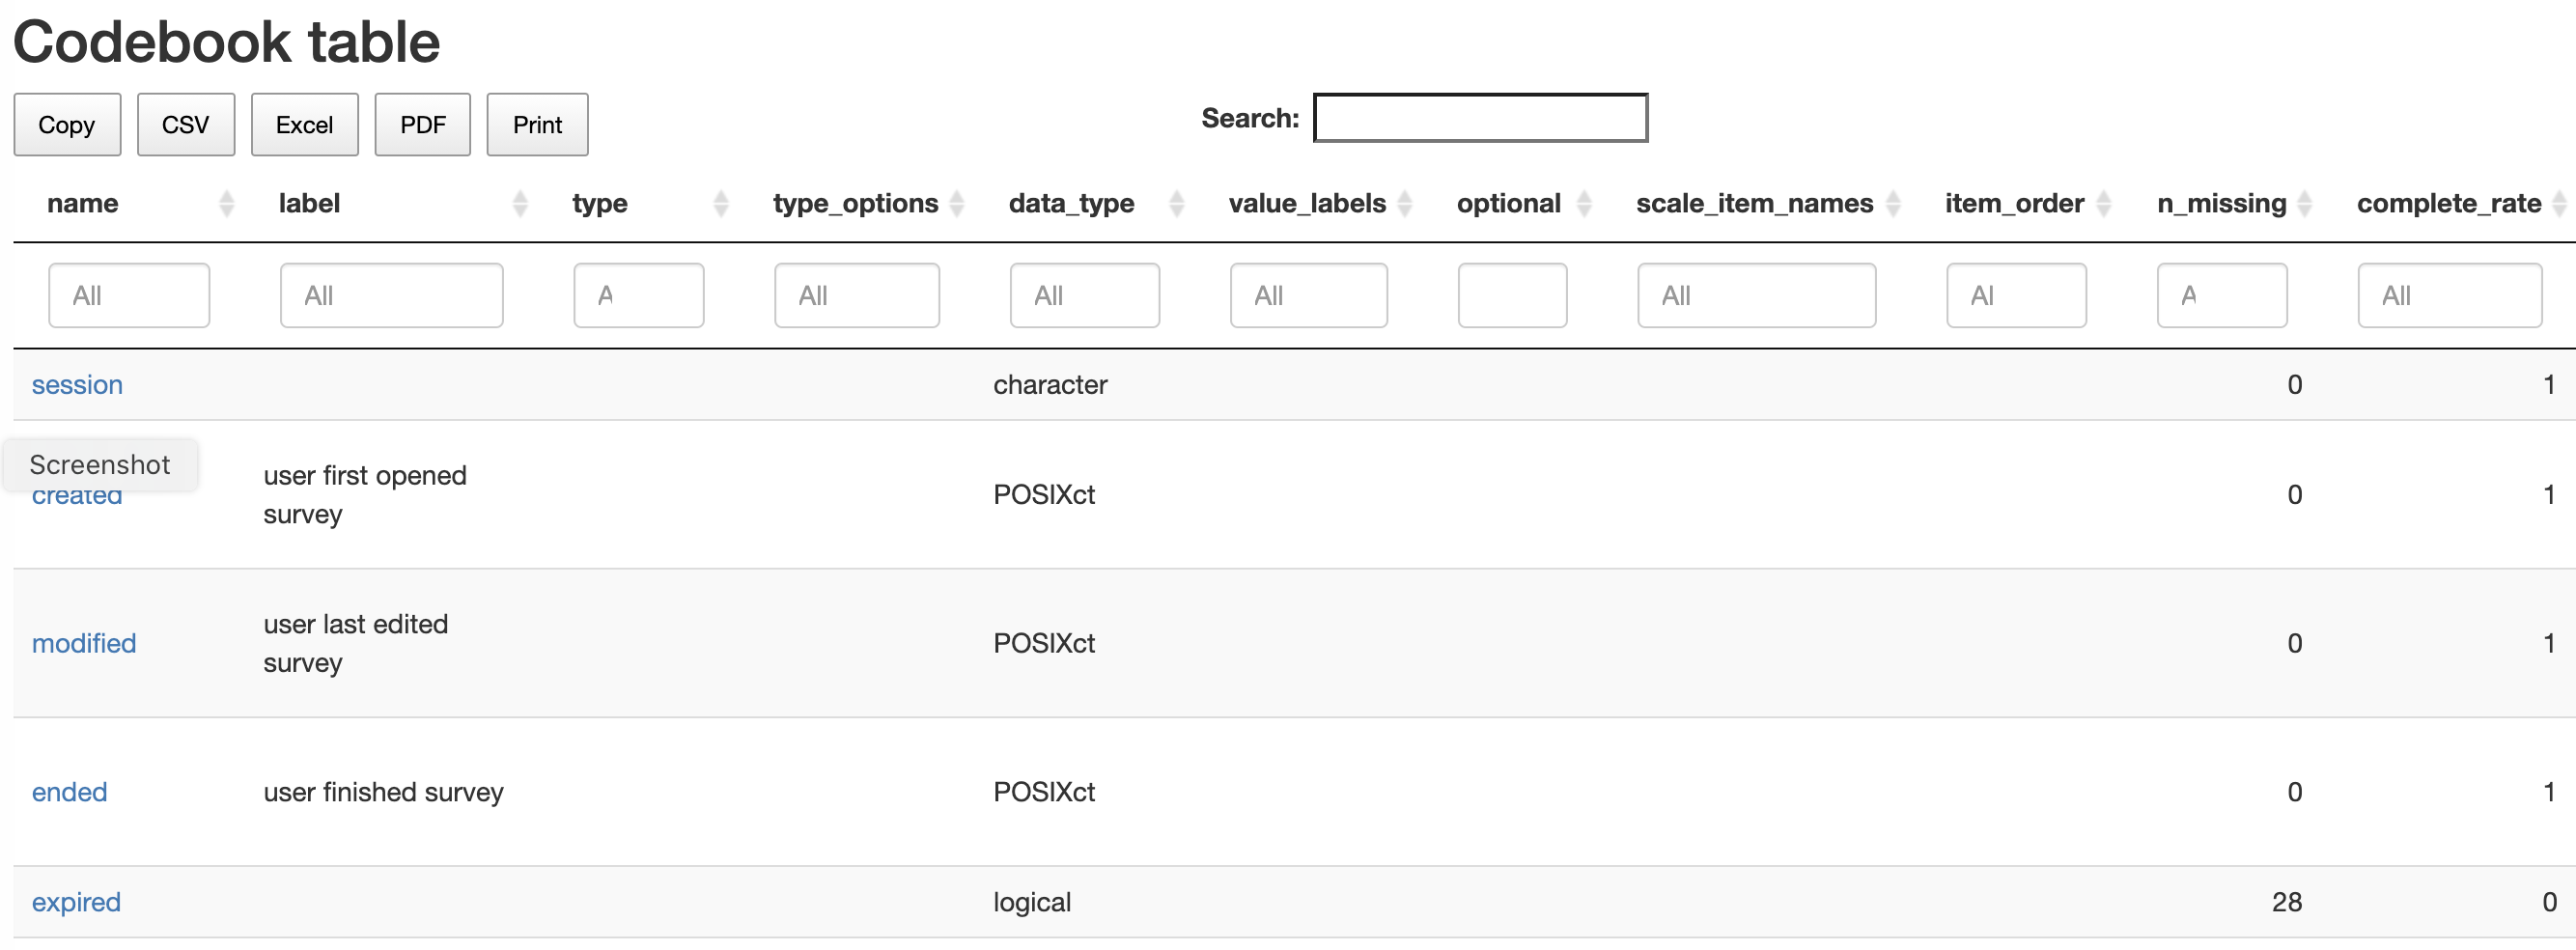 Codebook table
Copy CSV Excel PDF Print Search:
name label type type_options data_type value_labels optional scale_item_names item_order n_missing complete_rate
All All A All All All All Al A All
session character 0 1
Screenshot
created user first opened survey POSIXct 0 1
modified user last edited survey POSIXct 0 1
ended user finished survey POSIXct 0 1
expired logical 28 0